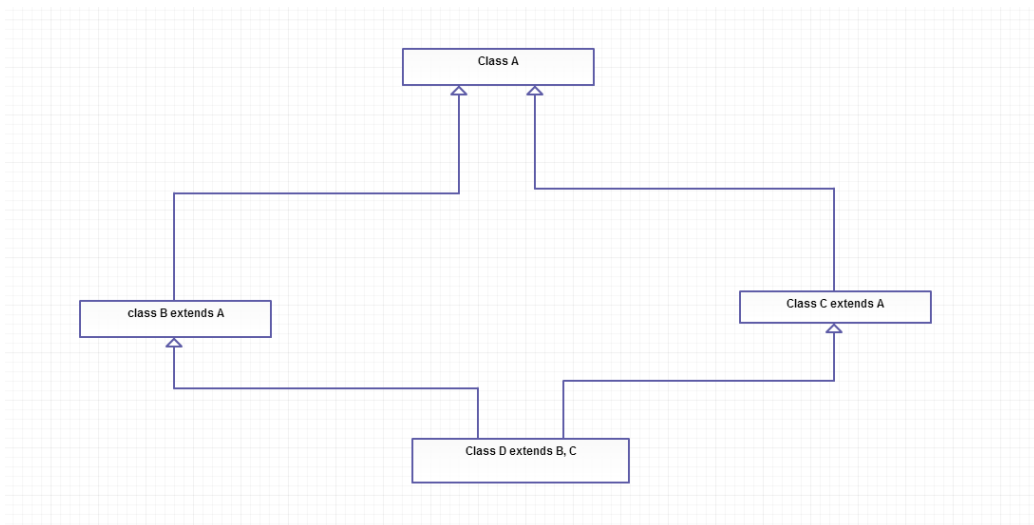 Class A
class B extends A
Class C extends A
Class D extends B, C